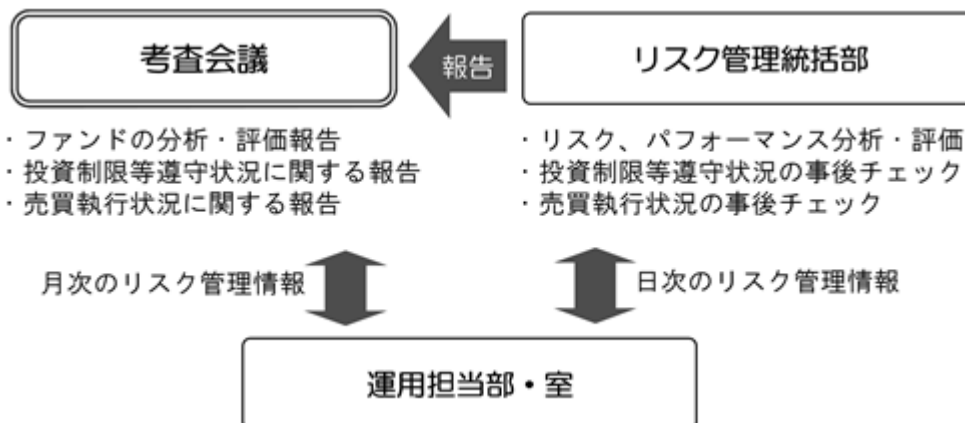 考査会議
報告
リスク管理統括部
・ファンドの分析・評価報告
・投資制限等遵守状況に関する報告
・売買執行状況に関する報告
・リスク、パフォーマンス分析・評価
・投資制限等遵守状況の事後チェック
・売買執行状況の事後チェック
月次のリスク管理情報
日次のリスク管理情報
運用担当部・室